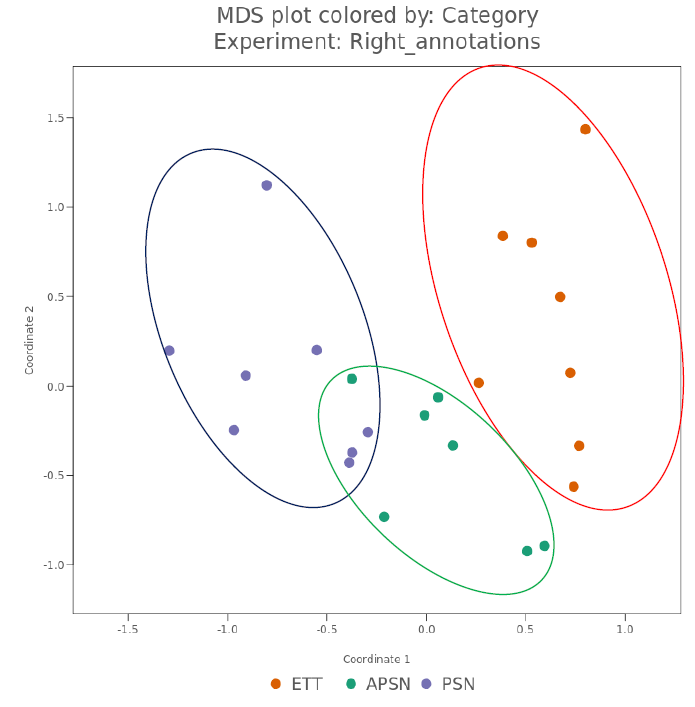 MDS plot colored by: Category
Experiment: Right_annotations
1.5
1.0
0.5
0.0
-0.5
-1.0
Coordinate 2
-1.5 -1.0 -0.5 0.0 0.5 1.0
Coordinate 1
ETT APSN PSN